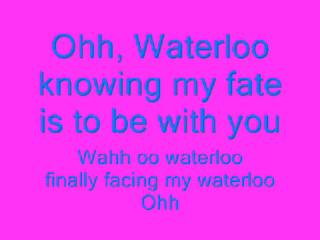 Ohh, Waterloo
knowing my fate
is to be with you
Wahh oo waterloo
finally facing my waterloo
Ohh